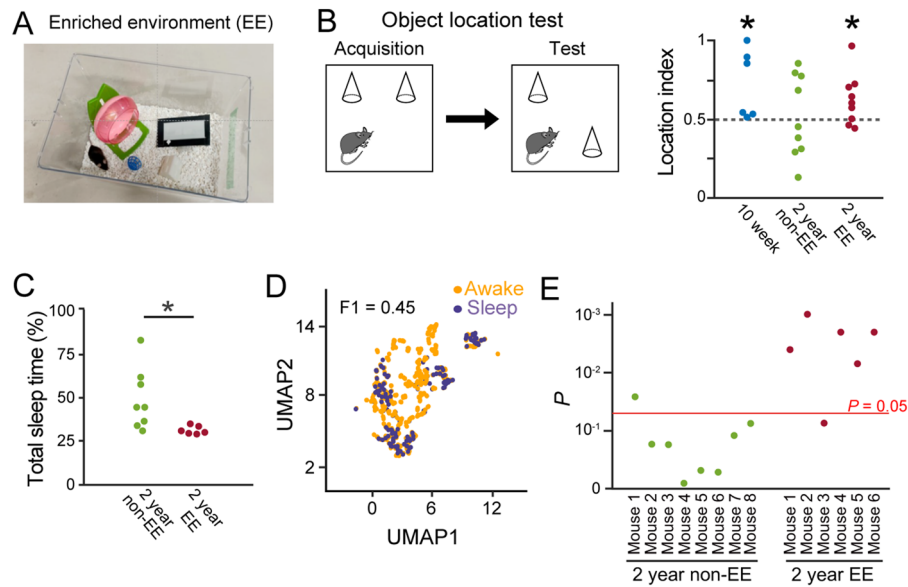 A Enriched environment (EE)
B Object location test
Acquisition
Test
Location index
1
0.5
0
*
*
10 week
2 year
non-EE
2 year
EE
C
Total sleep time (%)
100
75
50
25
0
*
2 year
non-EE
2 year
EE
D
Awake
Sleep
F1 = 0.45
UMAP2
14
8
2
0 6 12
UMAP1
E
P
10-3
10-2
10-1
0
P = 0.05
Mouse 1
Mouse 2
Mouse 3
Mouse 4
Mouse 5
Mouse 6
Mouse 7
Mouse 8
2 year non-EE
Mouse 1
Mouse 2
Mouse 3
Mouse 4
Mouse 5
Mouse 6
2 year EE